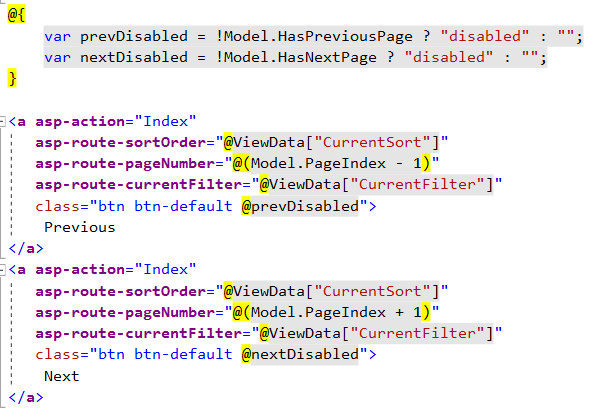 @{
    var prevDisabled = !Model.HasPreviousPage ? "disabled" : "";
    var nextDisabled = !Model.HasNextPage ? "disabled" : "";
}

<a asp-action="Index"
   asp-route-sortOrder="@ViewData["CurrentSort"]"
   asp-route-pageNumber="@(Model.PageIndex - 1)"
   asp-route-currentFilter="@ViewData["CurrentFilter"]"
   class="btn btn-default @prevDisabled">
    Previous
</a>
<a asp-action="Index"
   asp-route-sortOrder="@ViewData["CurrentSort"]"
   asp-route-pageNumber="@(Model.PageIndex + 1)"
   asp-route-currentFilter="@ViewData["CurrentFilter"]"
   class="btn btn-default @nextDisabled">
    Next
</a>